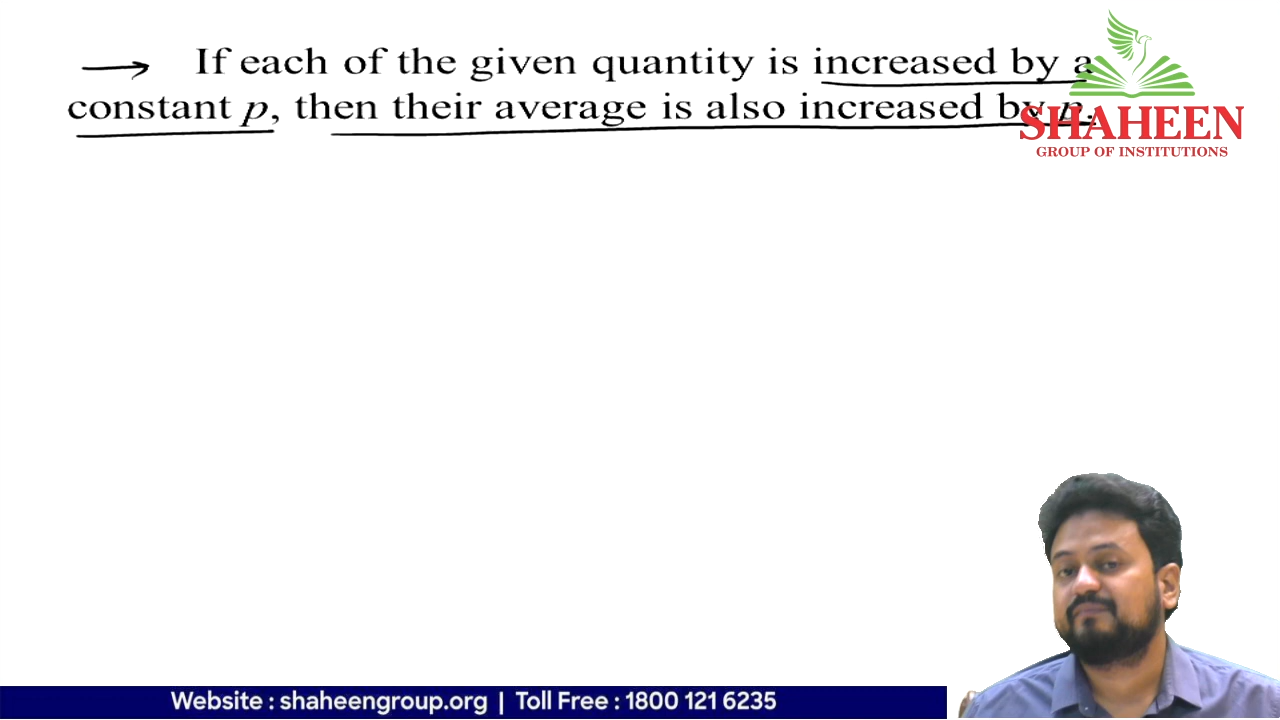 If each of the given quantity is increased by a
constant p, then their average is also increased by p.
SHAHEEN
GROUP OF INSTITUTIONS
Website : shaheengroup.org | Toll Free : 1800 121 6235